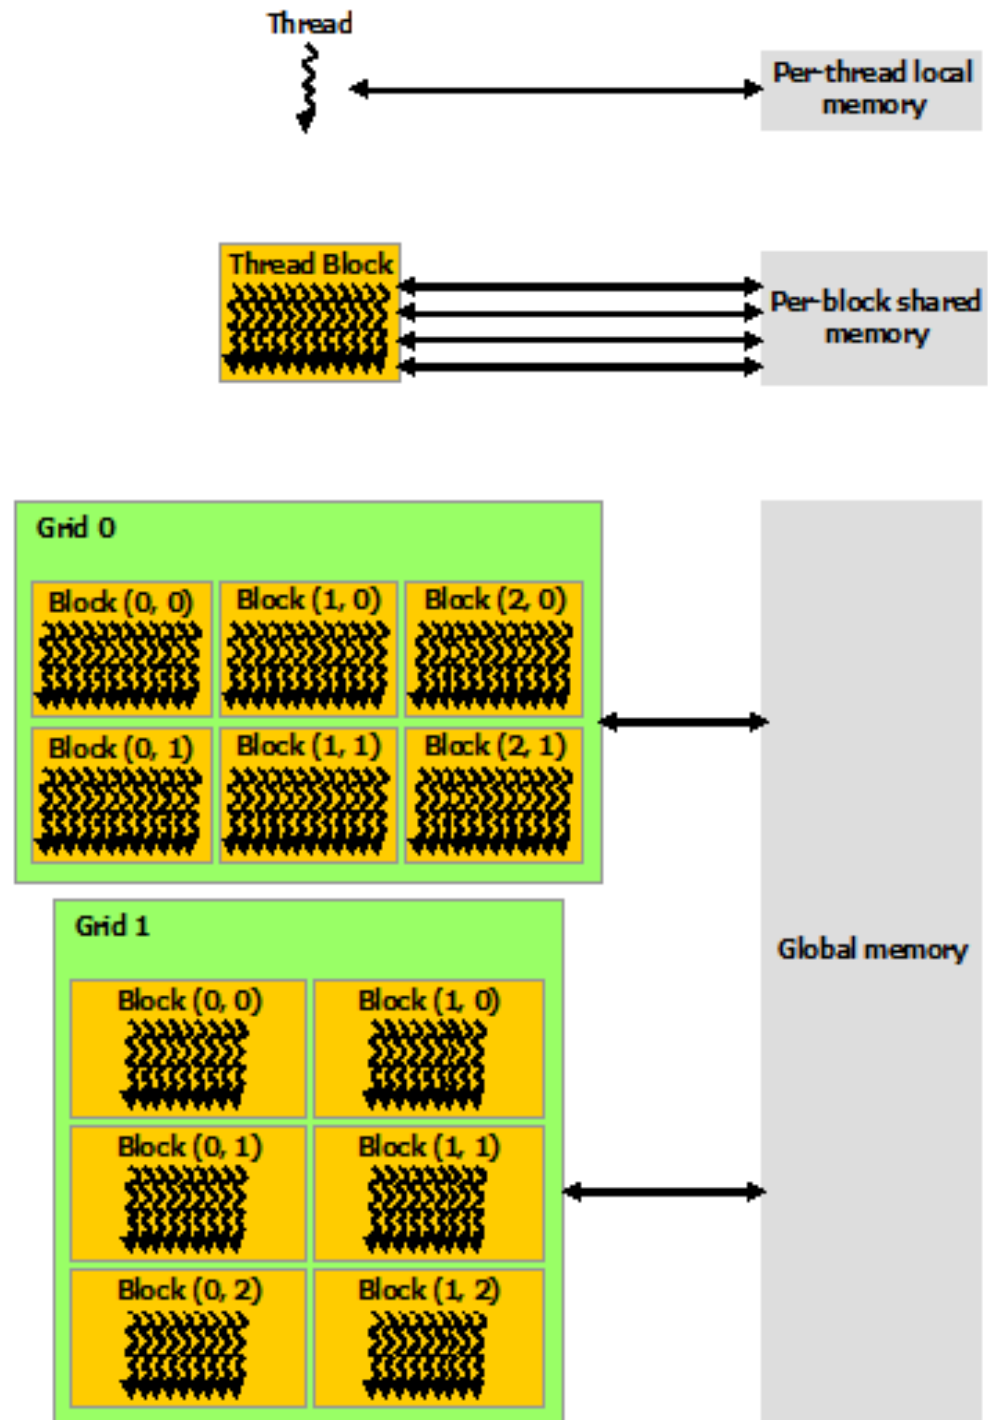 Thread
Per-thread local
memory
Thread Block
Per-block shared
memory
Grid 0
Block (0, 0)
Block (1, 0)
Block (2, 0)
Block (0, 1)
Block (1, 1)
Block (2, 1)
Grid 1
Global memory
Block (0, 0)
Block (1, 0)
Block (0, 1)
Block (1, 1)
Block (0, 2)
Block (1, 2)